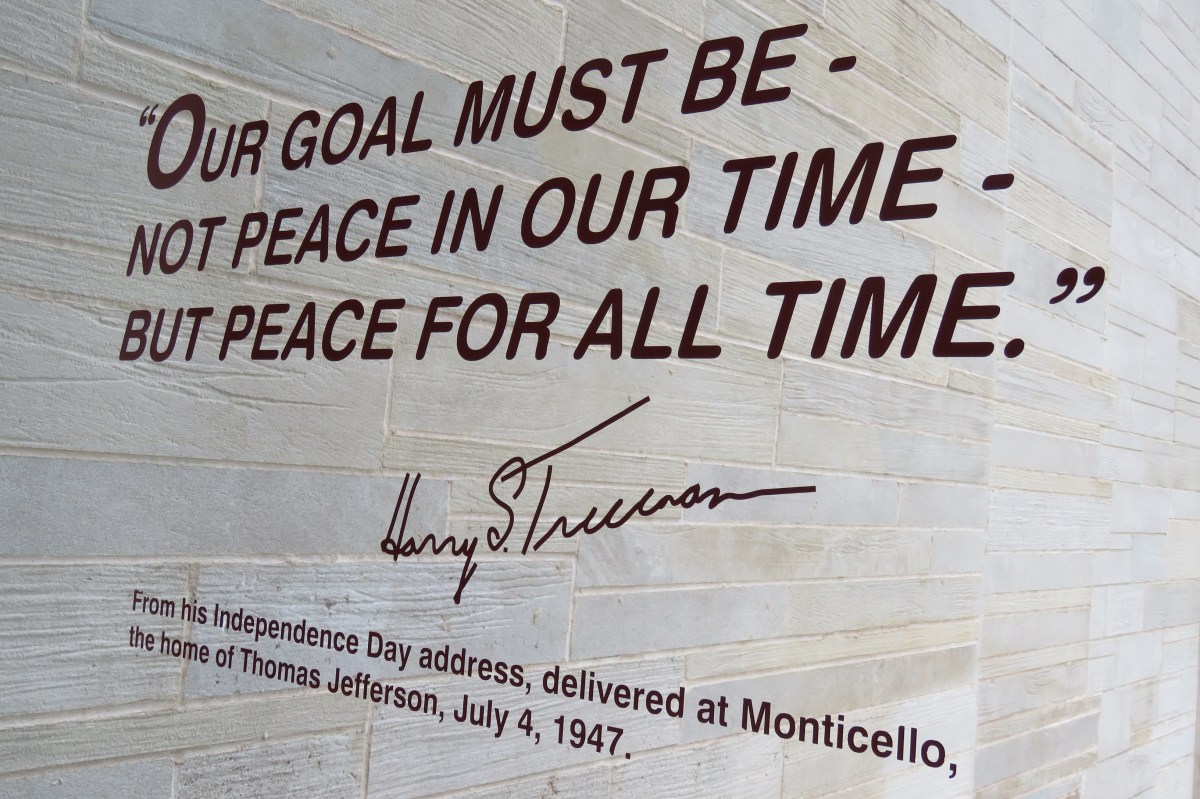 “OUR GOAL MUST BE -
NOT PEACE IN OUR TIME -
BUT PEACE FOR ALL TIME.”
Harry S. Truman
From his Independence Day address, delivered at Monticello,
the home of Thomas Jefferson, July 4, 1947.